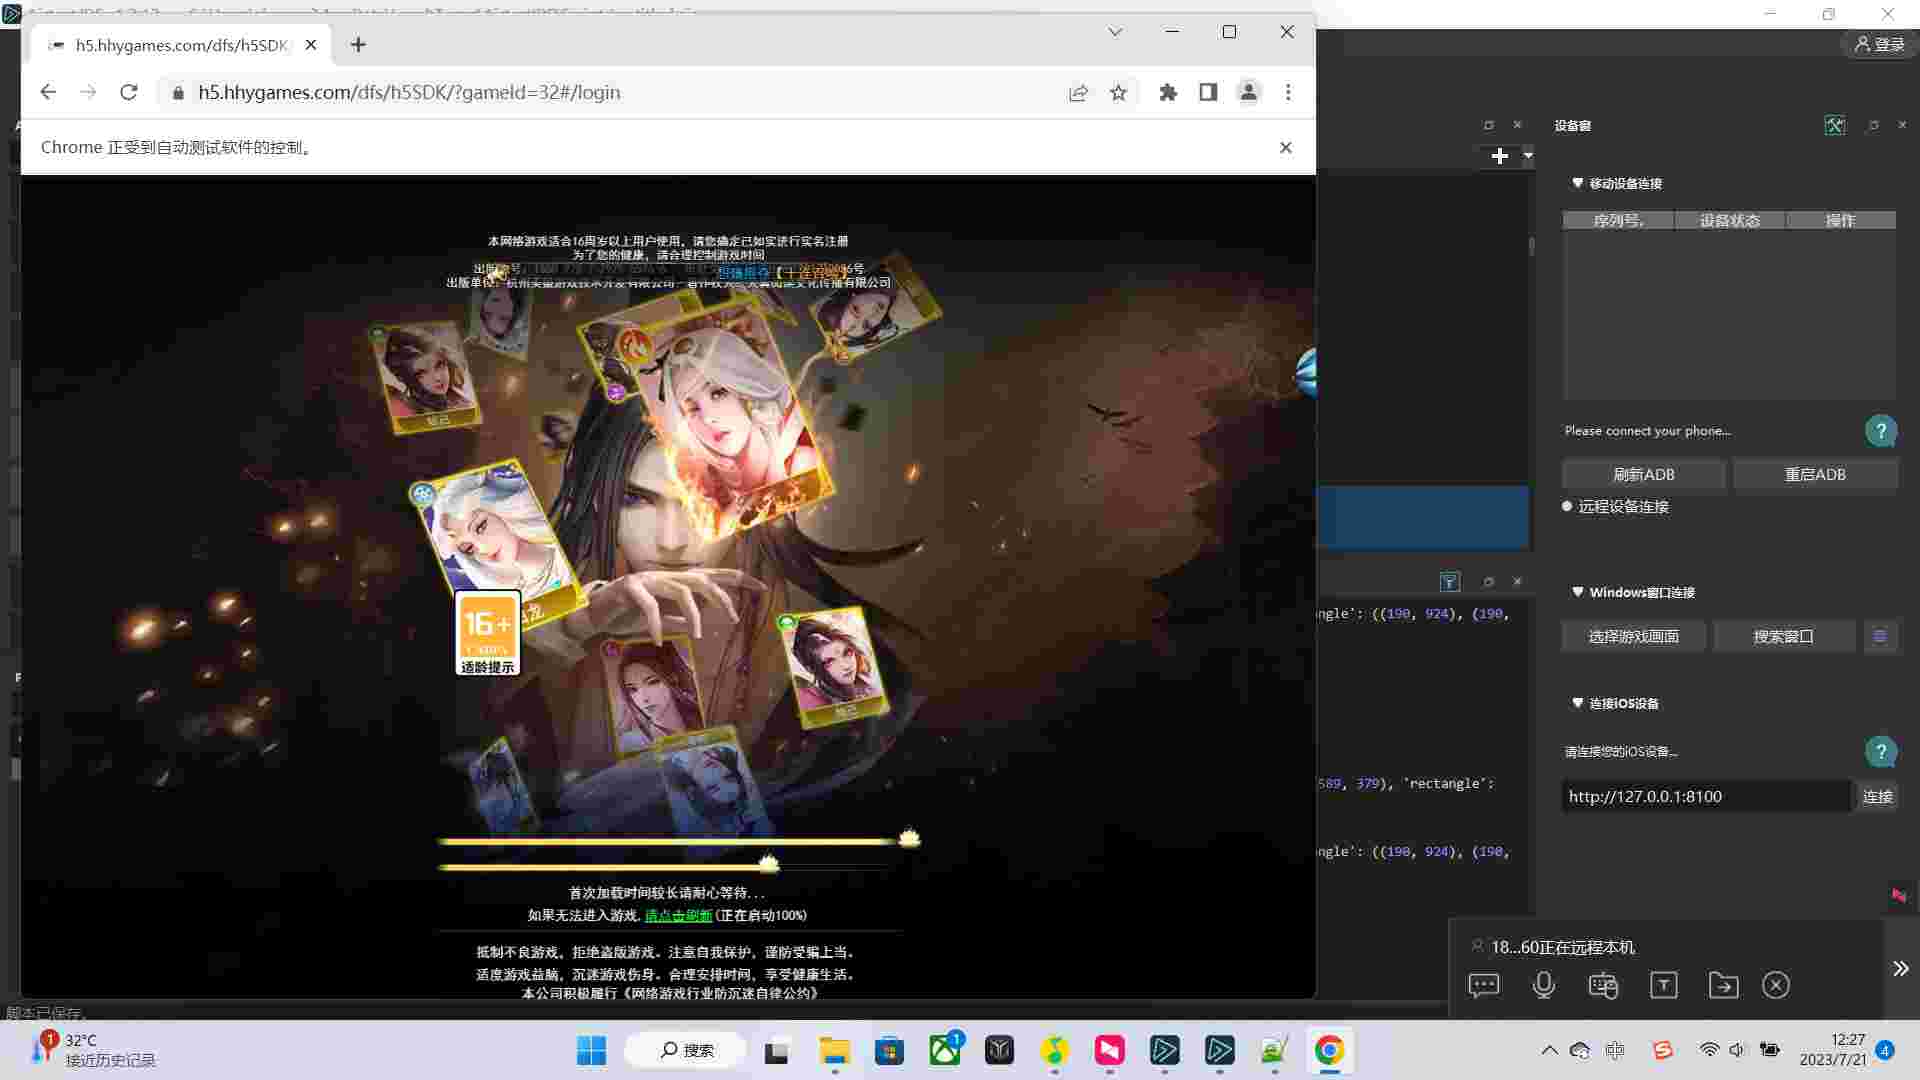 登录
h5.hhygames.com/dfs/h5SDK
h5.hhygames.com/dfs/h5SDK/?gameId=32#/login
Chrome 正受到自动测试软件的控制。
本网络游戏适合16周岁以上用户使用，请您确定已如实进行实名注册
为了您的健康，请合理控制游戏时间
16+
CADPA
适龄提示
首次加载时间较长请耐心等待...
如果无法进入游戏,请点击刷新(正在启动100%)
抵制不良游戏，拒绝盗版游戏。注意自我保护，谨防受骗上当。
适度游戏益脑，沉迷游戏伤身。合理安排时间，享受健康生活。
本公司积极履行《网络游戏行业防沉迷自律公约》
ngle': ((190, 924), (190,
589, 379), 'rectangle':
ngle': ((190, 924), (190,
设备窗
移动设备连接
序列号. 设备状态 操作
Please connect your phone...
?
刷新ADB 重启ADB
远程设备连接
Windows窗口连接
选择游戏画面 搜索窗口
连接iOS设备
请连接您的iOS设备...
?
http://127.0.0.1:8100 连接
18...60正在远程本机
脚本已保存。
1
32°C
接近历史记录
搜索
1
中
12:27
2023/7/21
4